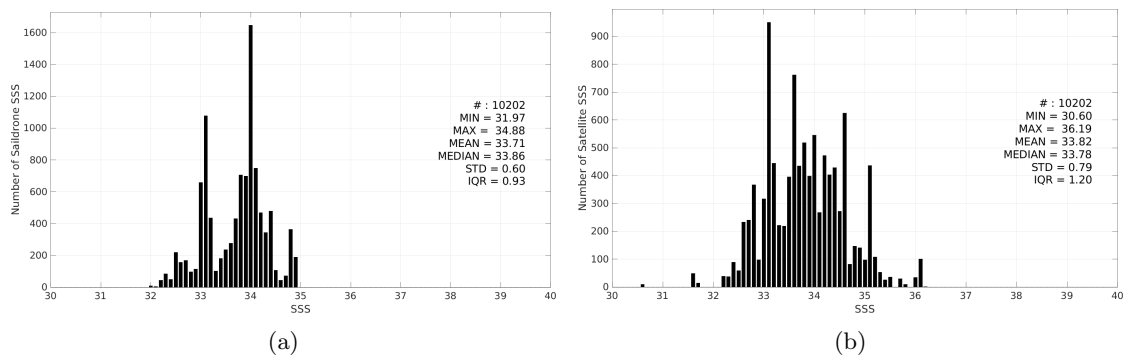 1600
1400
1200
1000
800
600
400
200
0
Number of Saildrone SSS
# : 10202
MIN = 31.97
MAX = 34.88
MEAN = 33.71
MEDIAN = 33.86
STD = 0.60
IQR = 0.93
30 31 32 33 34 35 36 37 38 39 40
SSS
(a)
900
800
700
600
500
400
300
200
100
0
Number of Satellite SSS
# : 10202
MIN = 30.60
MAX = 36.19
MEAN = 33.82
MEDIAN = 33.78
STD = 0.79
IQR = 1.20
30 31 32 33 34 35 36 37 38 39 40
SSS
(b)